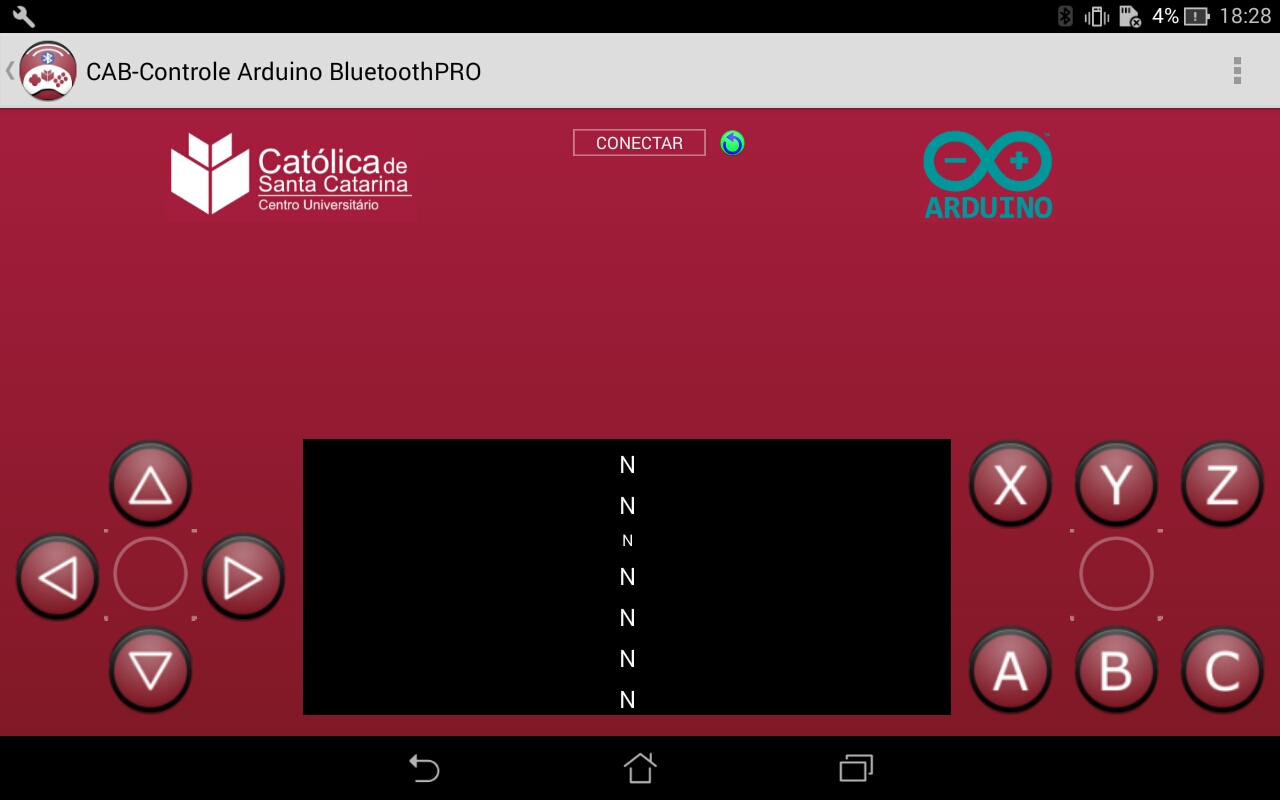 4% 18:28
CAB-Controle Arduino BluetoothPRO
CONECTAR
Católica de
Santa Catarina
Centro Universitário
ARDUINO
N
N
N
N
N
N
N
X Y Z
A B C